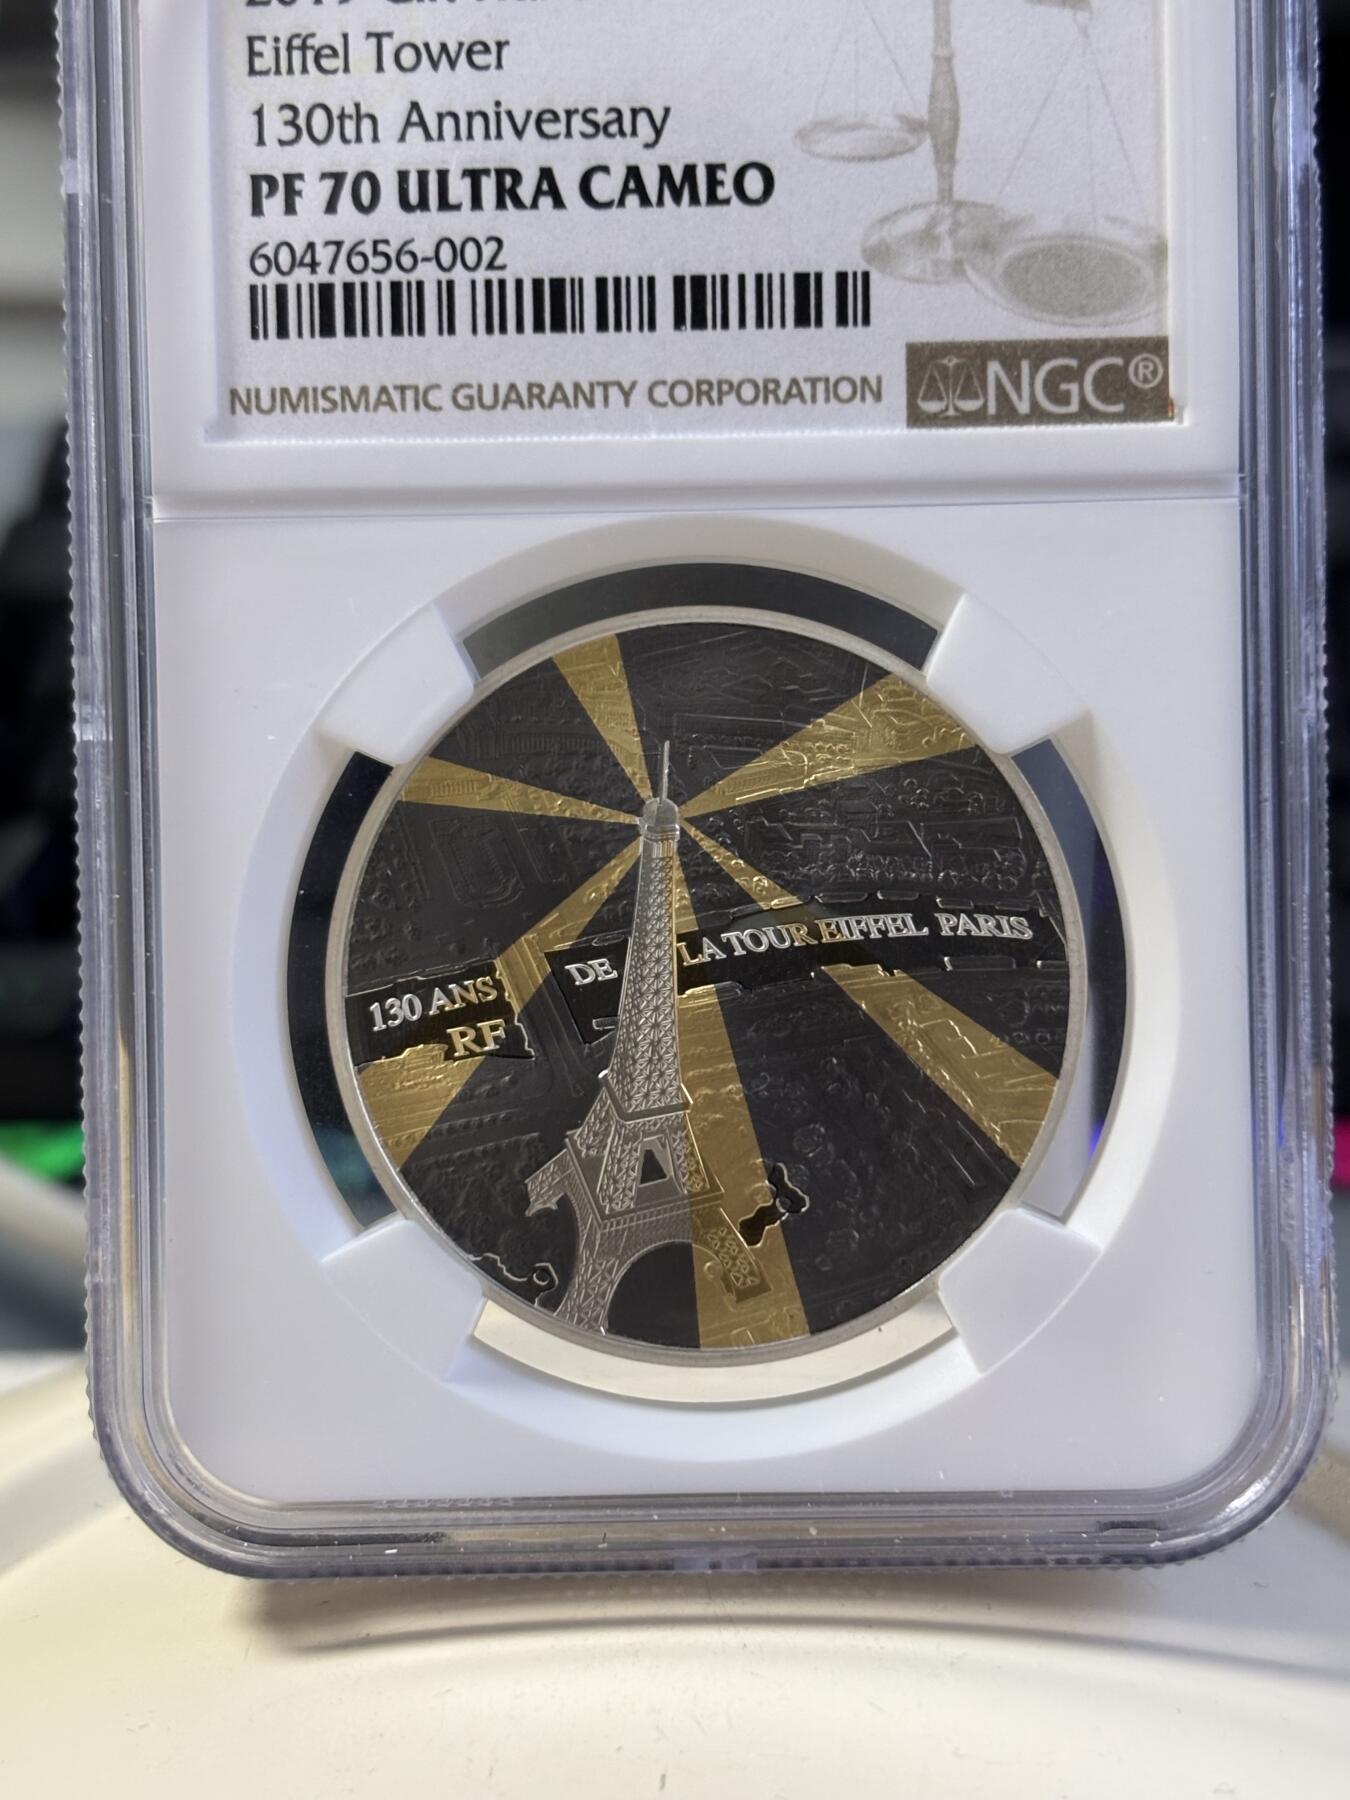 2019
Eiffel Tower
130th Anniversary
PF 70 ULTRA CAMEO
6047656-002
NUMISMATIC GUARANTY CORPORATION
NGC®
130 ANS DE LA TOUR EIFFEL PARIS
RF